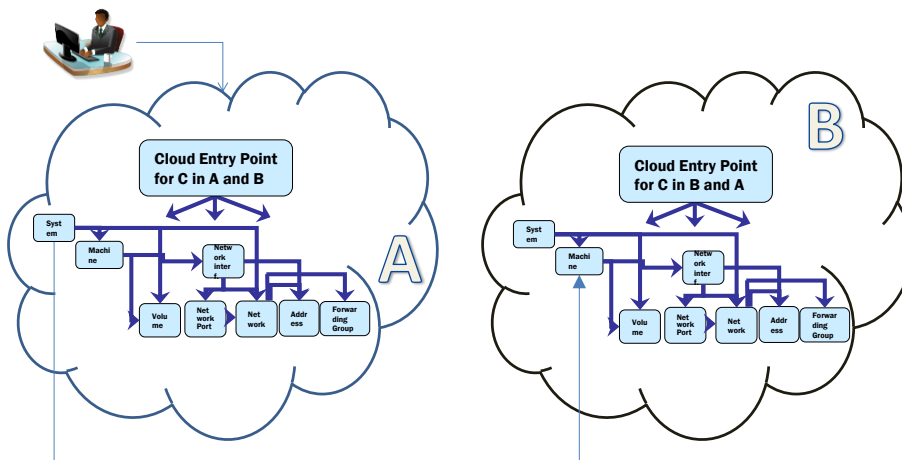 Cloud Entry Point
for C in A and B
Syst
em
Machi
ne
Netw
ork
interf.
Volu
me
Net
work
Port
Net
work
Addr
ess
Forwar
ding
Group
A
B
Cloud Entry Point
for C in B and A
Syst
em
Machi
ne
Netw
ork
interf.
Volu
me
Net
work
Port
Net
work
Addr
ess
Forwar
ding
Group